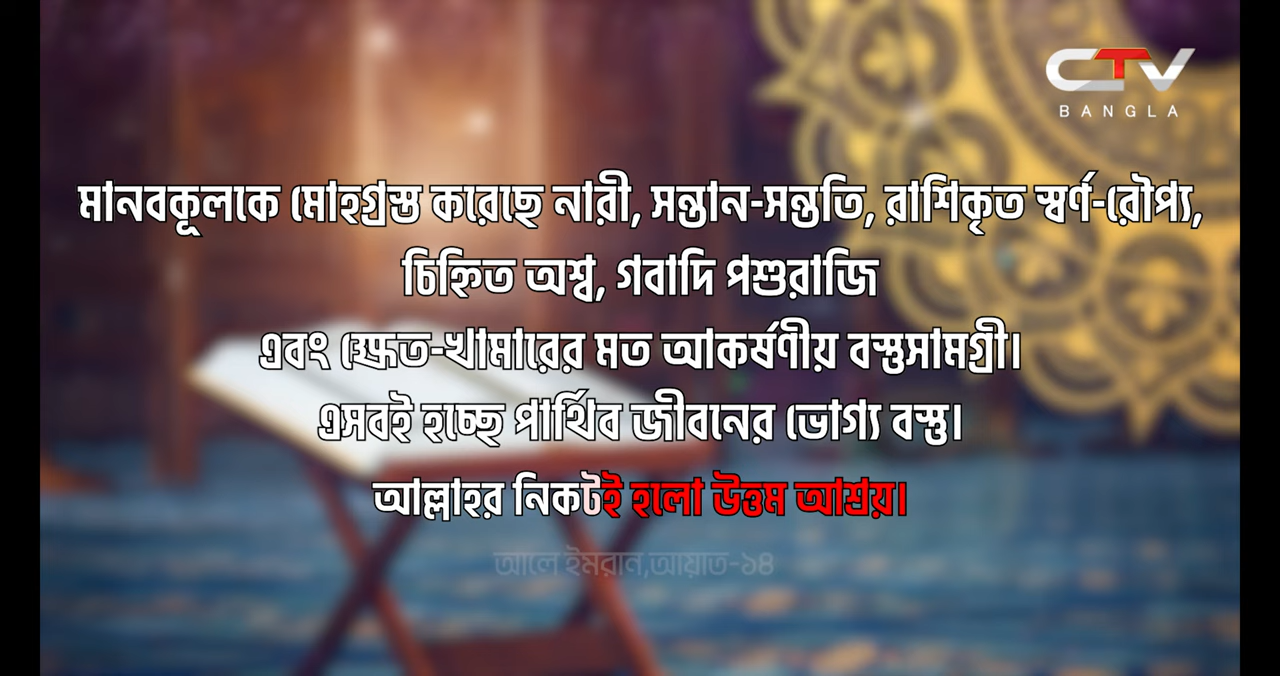 CTV
BANGLA
মানবকূলকে মোহগ্রস্ত করেছে নারী, সন্তান-সন্ততি, রাশিকৃত স্বর্ণ-রৌপ্য,
চিহ্নিত অশ্ব, গবাদি পশুরাজি
এবং ক্ষেত-খামারের মত আকর্ষণীয় বস্তুসামগ্রী।
এসবই হচ্ছে পার্থিব জীবনের ভোগ্য বস্তু।
আল্লাহর নিকটই হলো উত্তম আশ্রয়।
আলে ইমরান,আয়াত-১৪